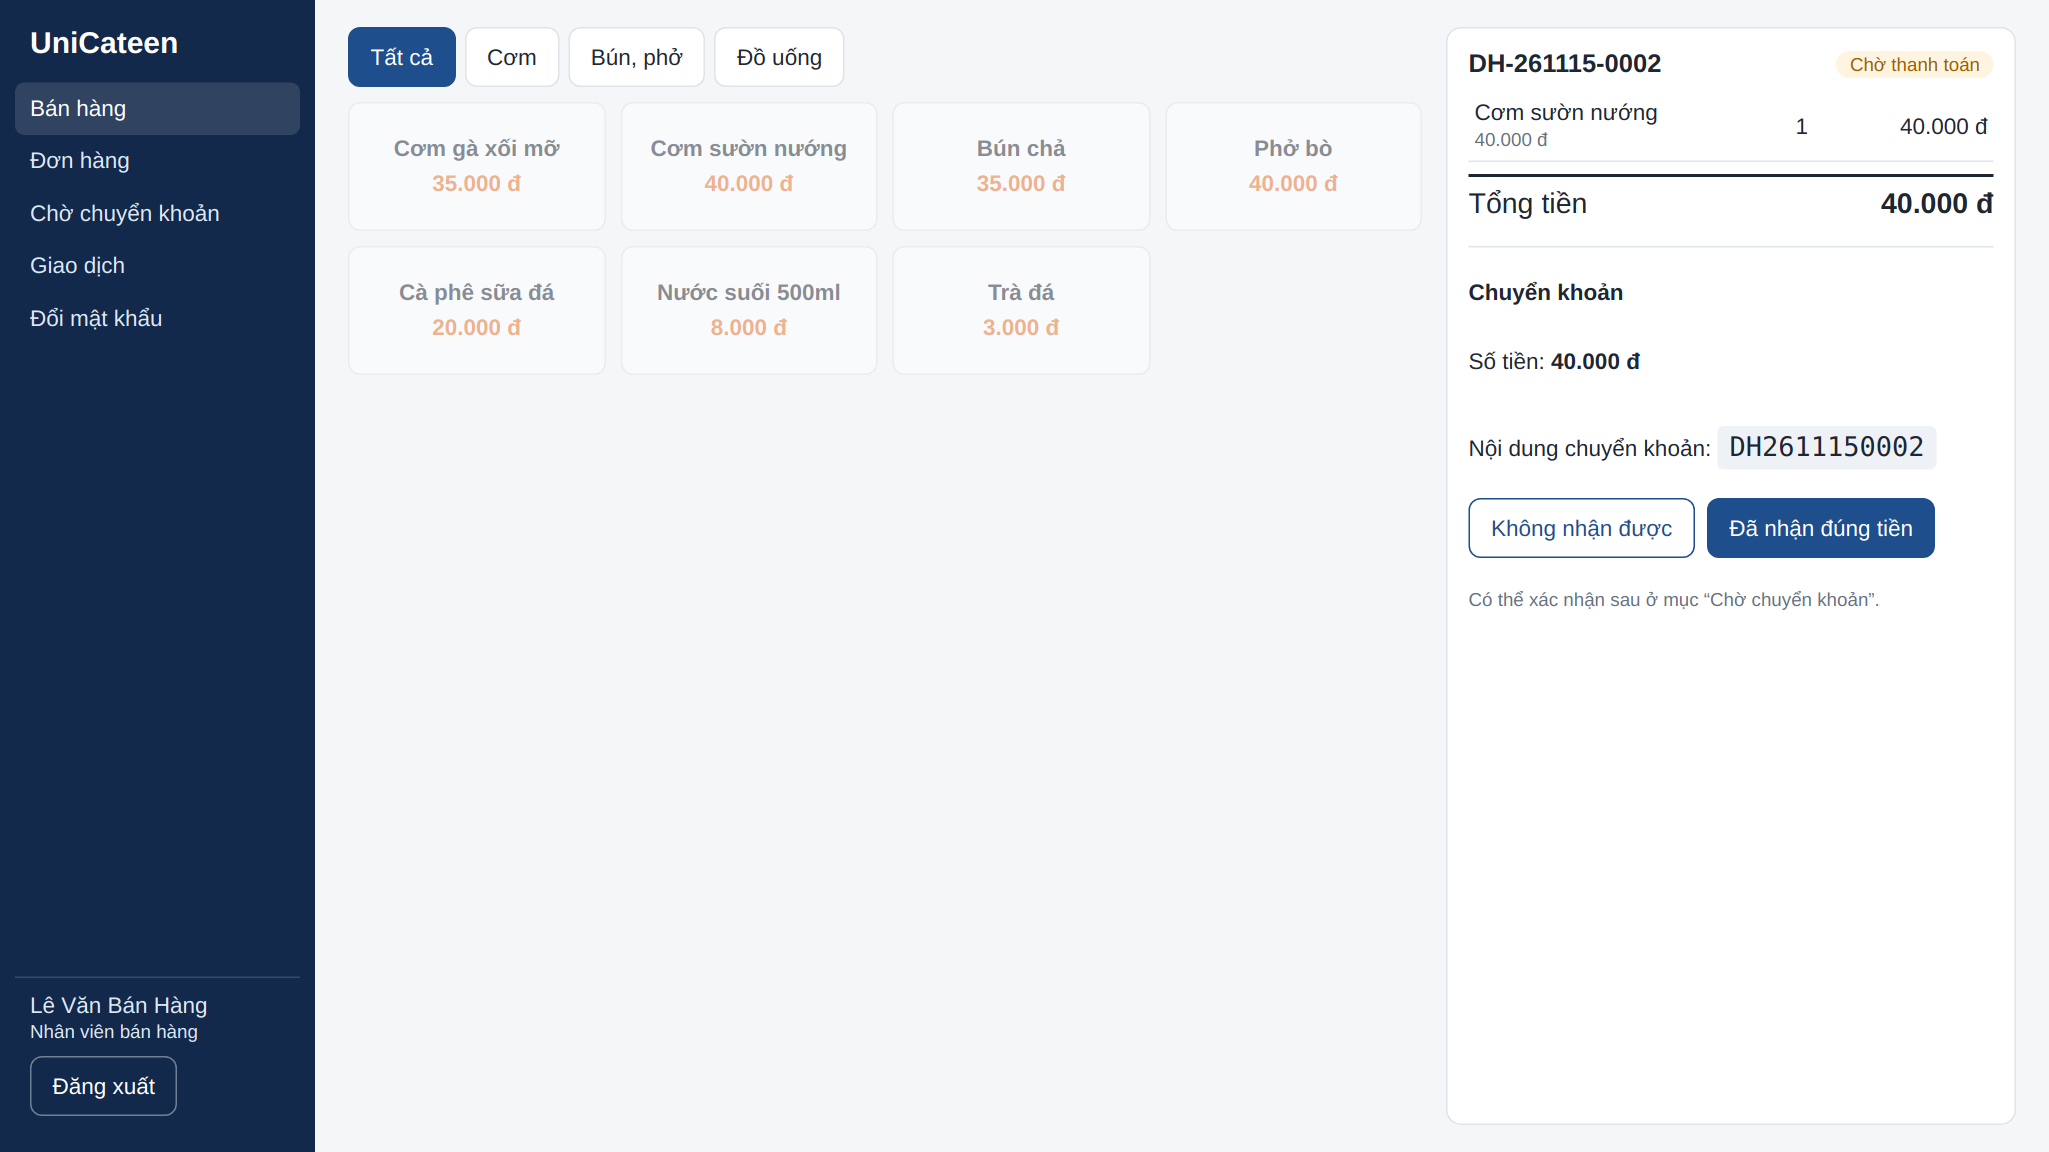 UniCateen
Bán hàng
Đơn hàng
Chờ chuyển khoản
Giao dịch
Đổi mật khẩu
Lê Văn Bán Hàng
Nhân viên bán hàng
Đăng xuất
Tất cả
Cơm
Bún, phở
Đồ uống
Cơm gà xối mỡ
35.000 đ
Cơm sườn nướng
40.000 đ
Bún chả
35.000 đ
Phở bò
40.000 đ
Cà phê sữa đá
20.000 đ
Nước suối 500ml
8.000 đ
Trà đá
3.000 đ
DH-261115-0002
Chờ thanh toán
Cơm sườn nướng
40.000 đ
1
40.000 đ
Tổng tiền
40.000 đ
Chuyển khoản
Số tiền: 40.000 đ
Nội dung chuyển khoản: DH2611150002
Không nhận được
Đã nhận đúng tiền
Có thể xác nhận sau ở mục “Chờ chuyển khoản”.